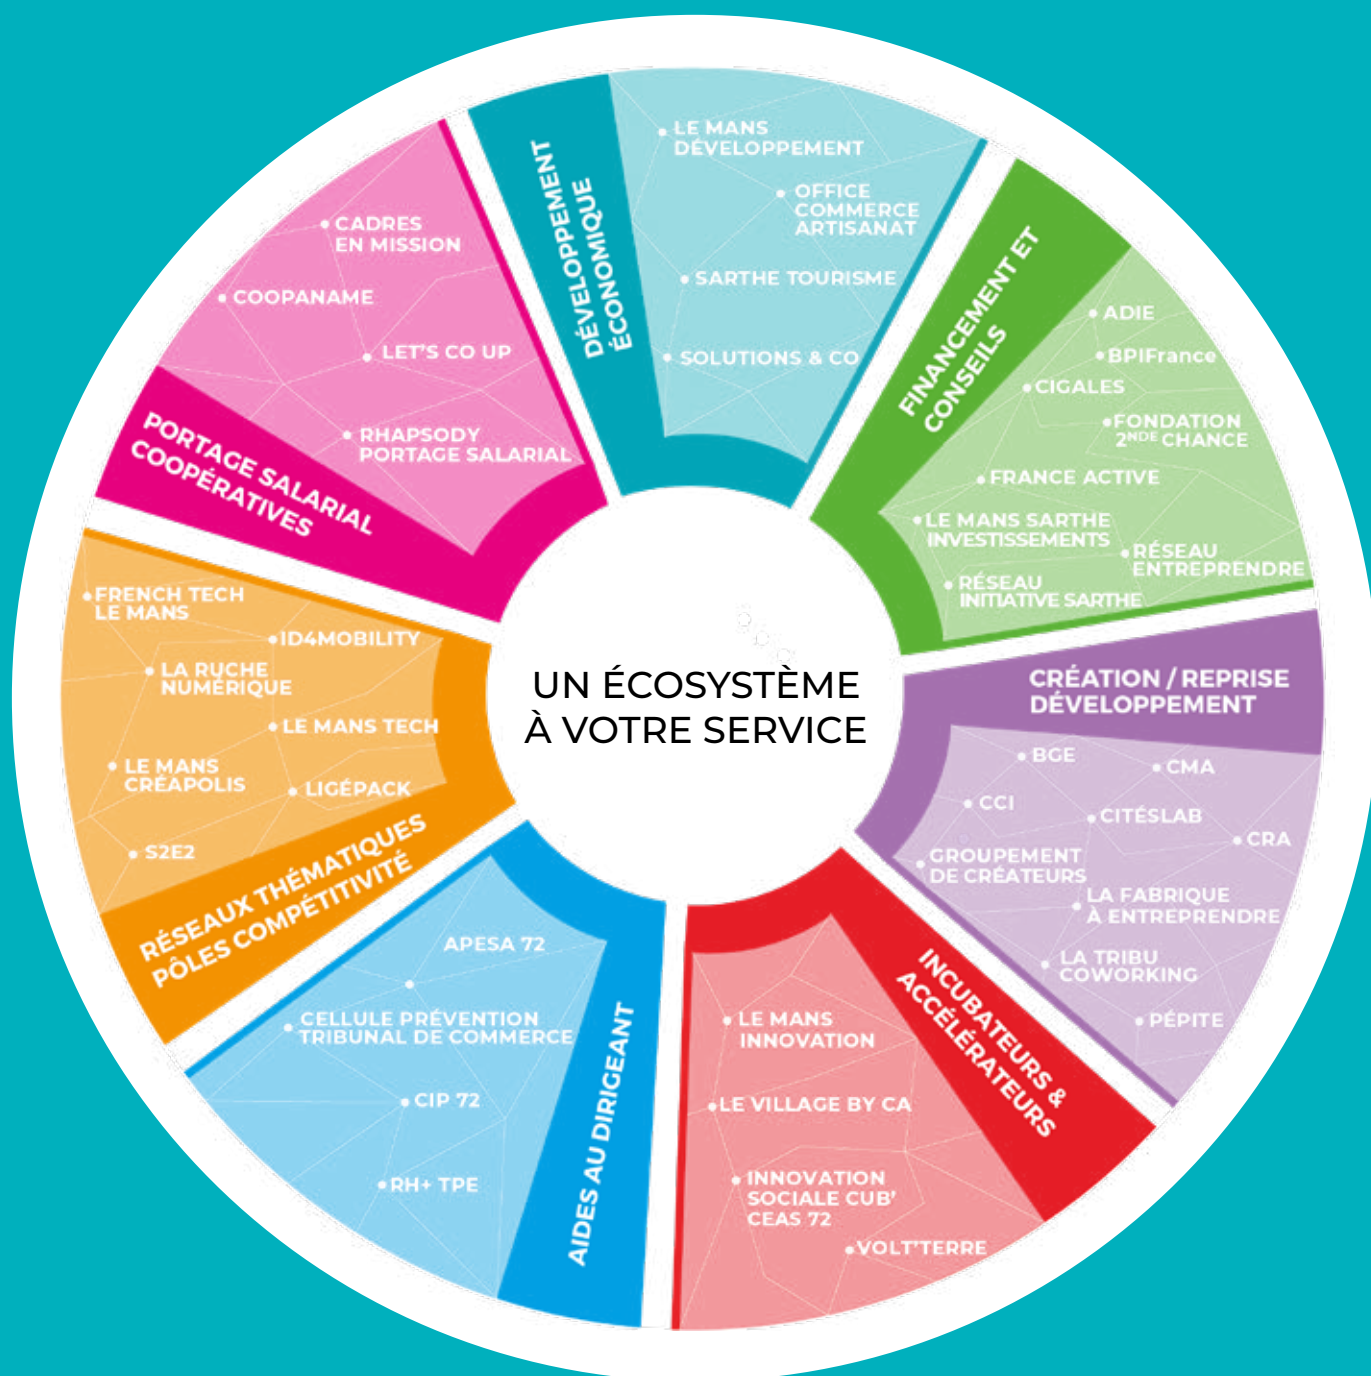 UN ÉCOSYSTÈME
À VOTRE SERVICE
DÉVELOPPEMENT
ÉCONOMIQUE
LE MANS
DÉVELOPPEMENT
OFFICE
COMMERCE
ARTISANAT
SARTHE TOURISME
SOLUTIONS & CO
FINANCEMENT ET
CONSEILS
ADIE
BPIFrance
CIGALES
FONDATION
2NDE CHANCE
FRANCE ACTIVE
LE MANS SARTHE
INVESTISSEMENTS
RÉSEAU
ENTREPRENDRE
RÉSEAU
INITIATIVE SARTHE
CRÉATION / REPRISE
DÉVELOPPEMENT
BGE
CMA
CCI
CITÉSLAB
CRA
GROUPEMENT
DE CRÉATEURS
LA FABRIQUE
À ENTREPRENDRE
LA TRIBU
COWORKING
PÉPITE
INCUBATEURS &
ACCÉLÉRATEURS
LE MANS
INNOVATION
LE VILLAGE BY CA
INNOVATION
SOCIALE CUB'
CEAS 72
VOLT'TERRE
AIDES AU DIRIGEANT
APESA 72
CELLULE PRÉVENTION
TRIBUNAL DE COMMERCE
CIP 72
RH+ TPE
RÉSEAUX THÉMATIQUES
PÔLES COMPÉTITIVITÉ
FRENCH TECH
LE MANS
ID4MOBILITY
LA RUCHE
NUMÉRIQUE
LE MANS TECH
LE MANS
CRÉAPOLIS
LIGÉPACK
S2E2
PORTAGE SALARIAL
COOPÉRATIVES
CADRES
EN MISSION
COOPANAME
LET'S CO UP
RHAPSODY
PORTAGE SALARIAL